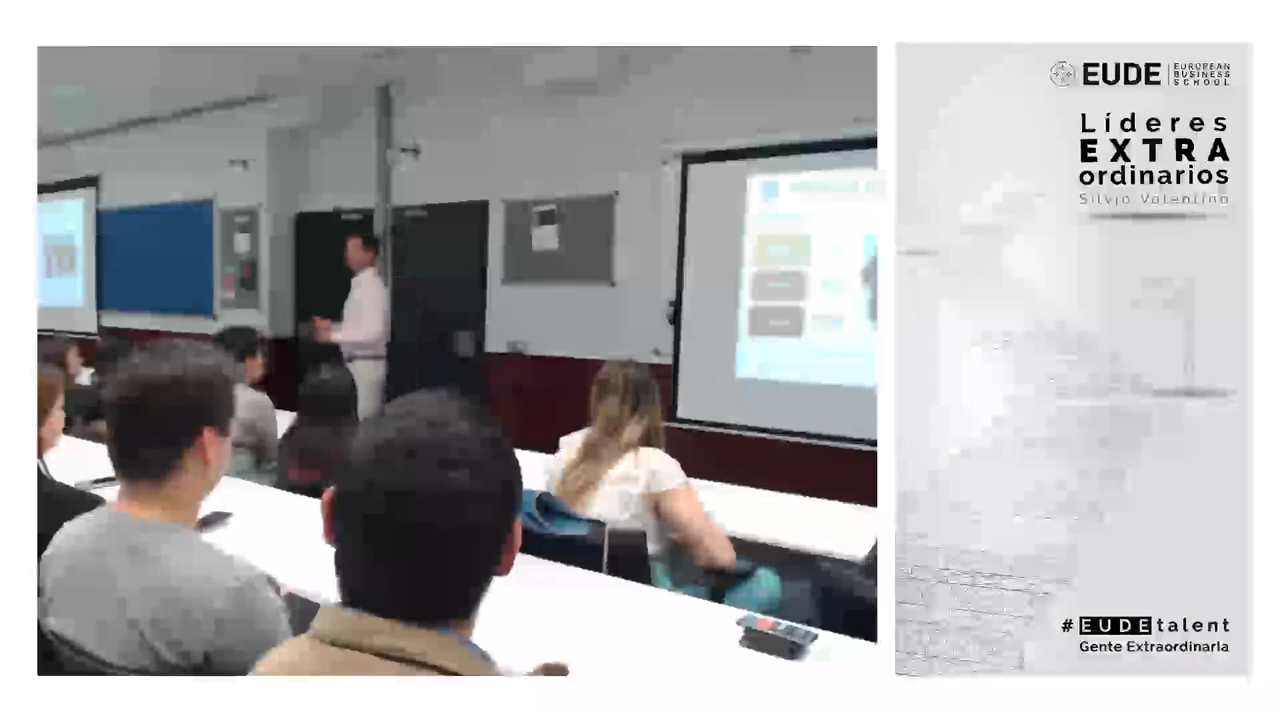 EUDE
EUROPEAN
BUSINESS
SCHOOL
Líderes
EXTRA
ordinarios
Silvio Valentino
#EUDEtalent
Gente Extraordinaria